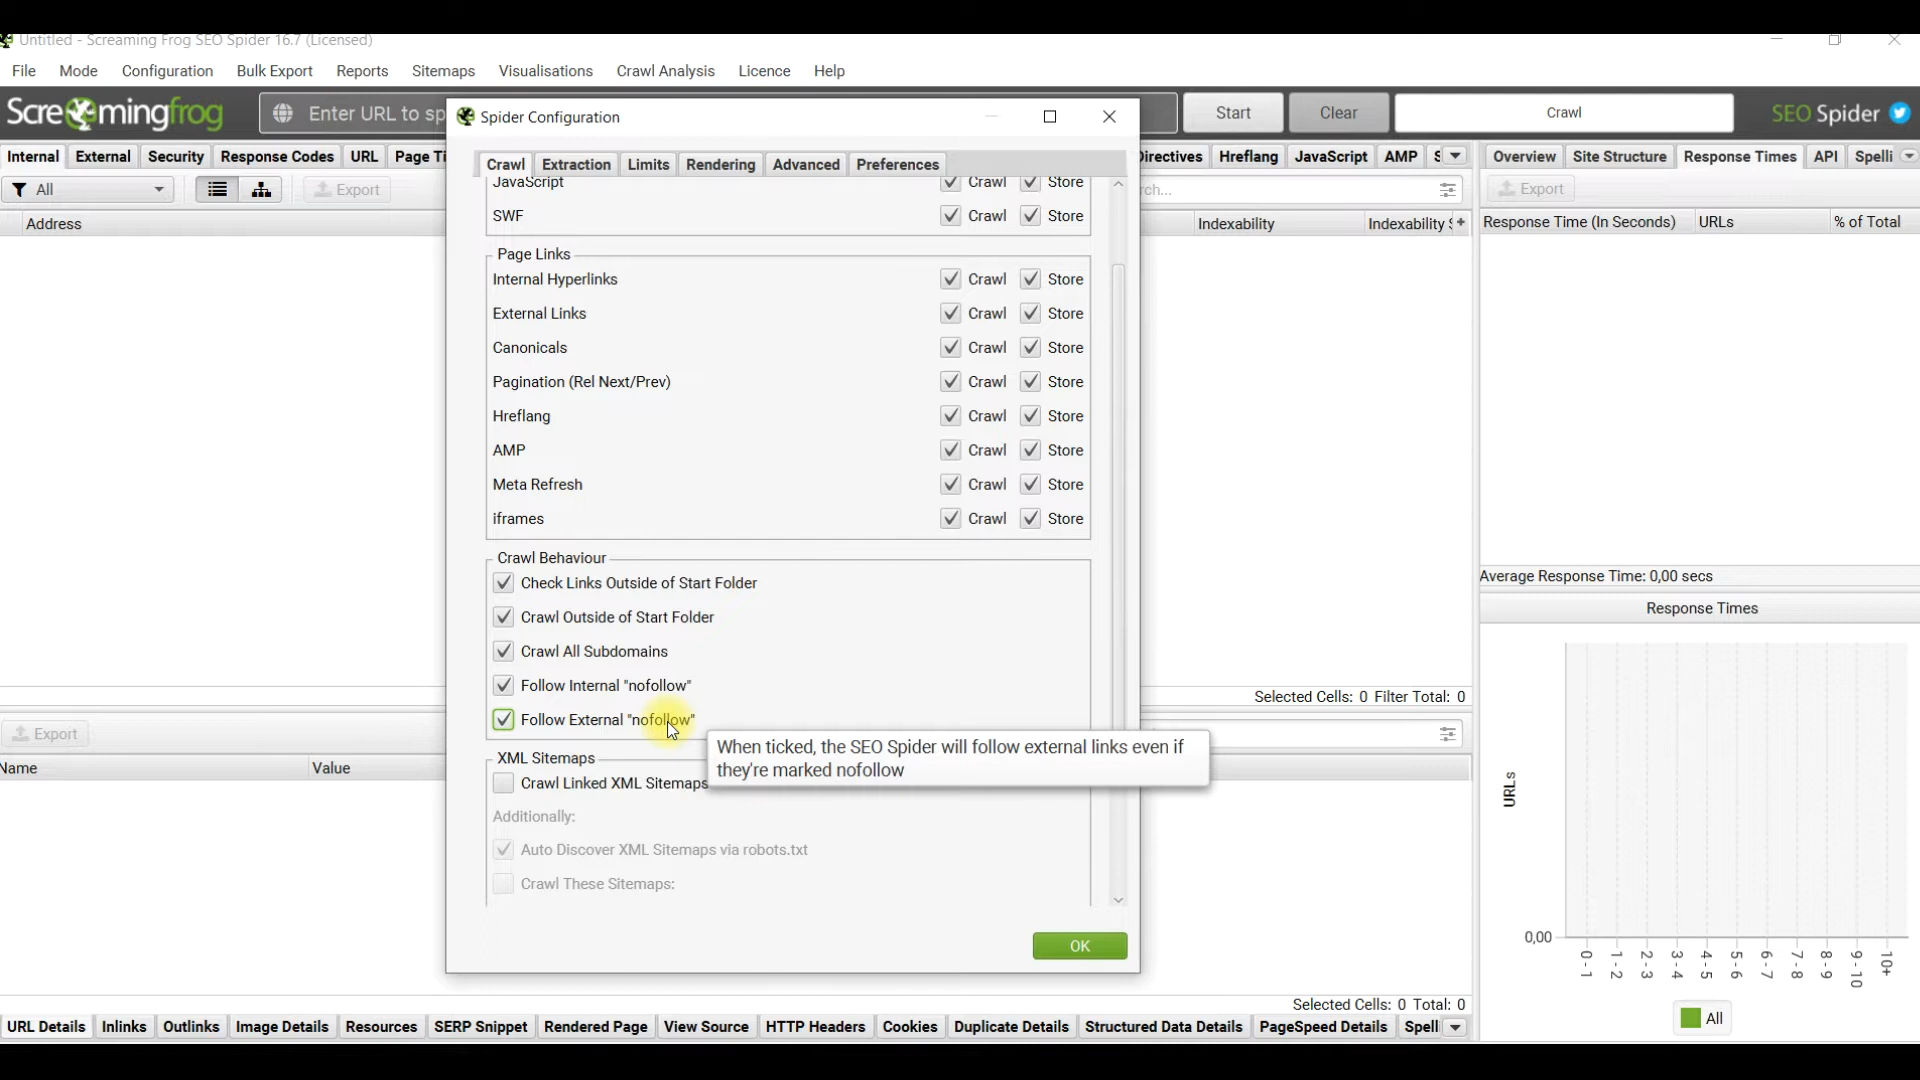 Untitled - Screaming Frog SEO Spider 16.7 (Licensed)
File Mode Configuration Bulk Export Reports Sitemaps Visualisations Crawl Analysis Licence Help
Screamingfrog
Enter URL to sp
Start
Clear
Crawl
SEO Spider
Internal External Security Response Codes URL Page Ti
Directives Hreflang JavaScript AMP S
Overview Site Structure Response Times API Spelli
All
Export
rch...
Export
Address
Indexability
Indexability S
Response Time (In Seconds) URLs % of Total
Spider Configuration
Crawl Extraction Limits Rendering Advanced Preferences
JavaScript Crawl Store
SWF Crawl Store
Page Links
Internal Hyperlinks Crawl Store
External Links Crawl Store
Canonicals Crawl Store
Pagination (Rel Next/Prev) Crawl Store
Hreflang Crawl Store
AMP Crawl Store
Meta Refresh Crawl Store
iframes Crawl Store
Crawl Behaviour
Check Links Outside of Start Folder
Crawl Outside of Start Folder
Crawl All Subdomains
Follow Internal "nofollow"
Follow External "nofollow"
When ticked, the SEO Spider will follow external links even if
they're marked nofollow
XML Sitemaps
Crawl Linked XML Sitemaps
Additionally:
Auto Discover XML Sitemaps via robots.txt
Crawl These Sitemaps:
OK
Selected Cells: 0 Filter Total: 0
Export
Name Value
Average Response Time: 0,00 secs
Response Times
URLs
0,00
0 - 1
1 - 2
2 - 3
3 - 4
4 - 5
5 - 6
6 - 7
7 - 8
8 - 9
9 - 10
10+
All
Selected Cells: 0 Total: 0
URL Details Inlinks Outlinks Image Details Resources SERP Snippet Rendered Page View Source HTTP Headers Cookies Duplicate Details Structured Data Details PageSpeed Details Spelli